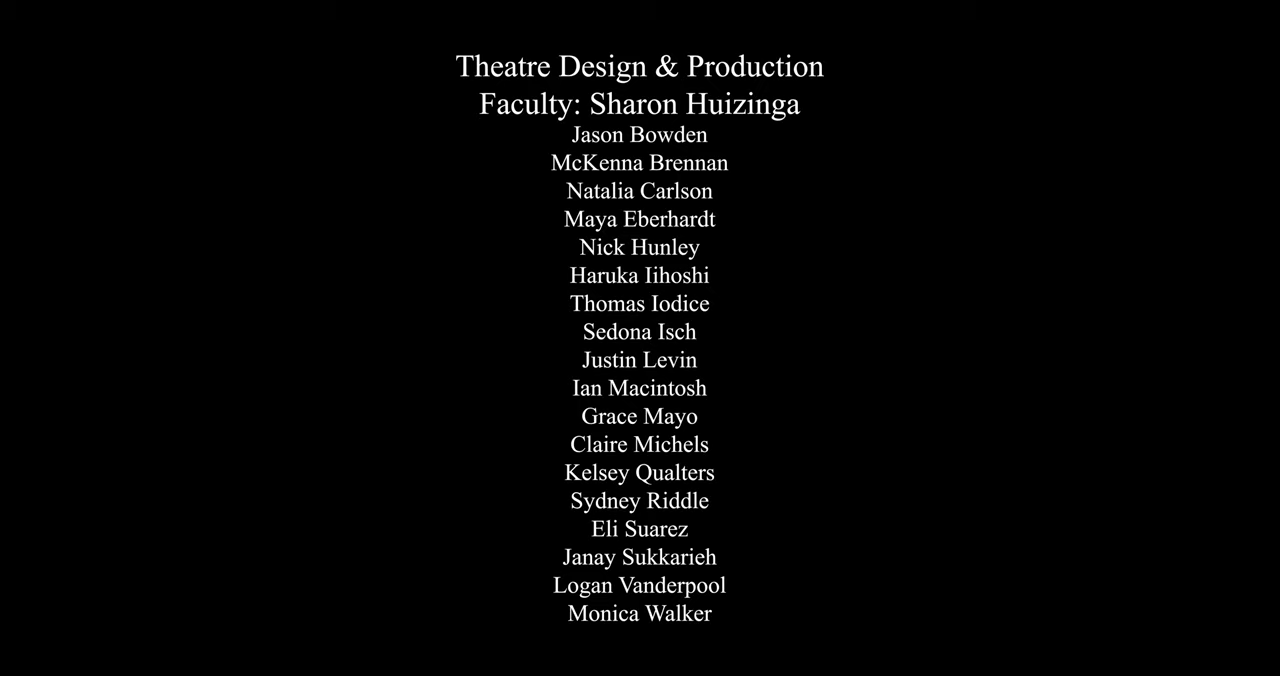 Theatre Design & Production
Faculty: Sharon Huizinga
Jason Bowden
McKenna Brennan
Natalia Carlson
Maya Eberhardt
Nick Hunley
Haruka Iihoshi
Thomas Iodice
Sedona Isch
Justin Levin
Ian Macintosh
Grace Mayo
Claire Michels
Kelsey Qualters
Sydney Riddle
Eli Suarez
Janay Sukkarieh
Logan Vanderpool
Monica Walker